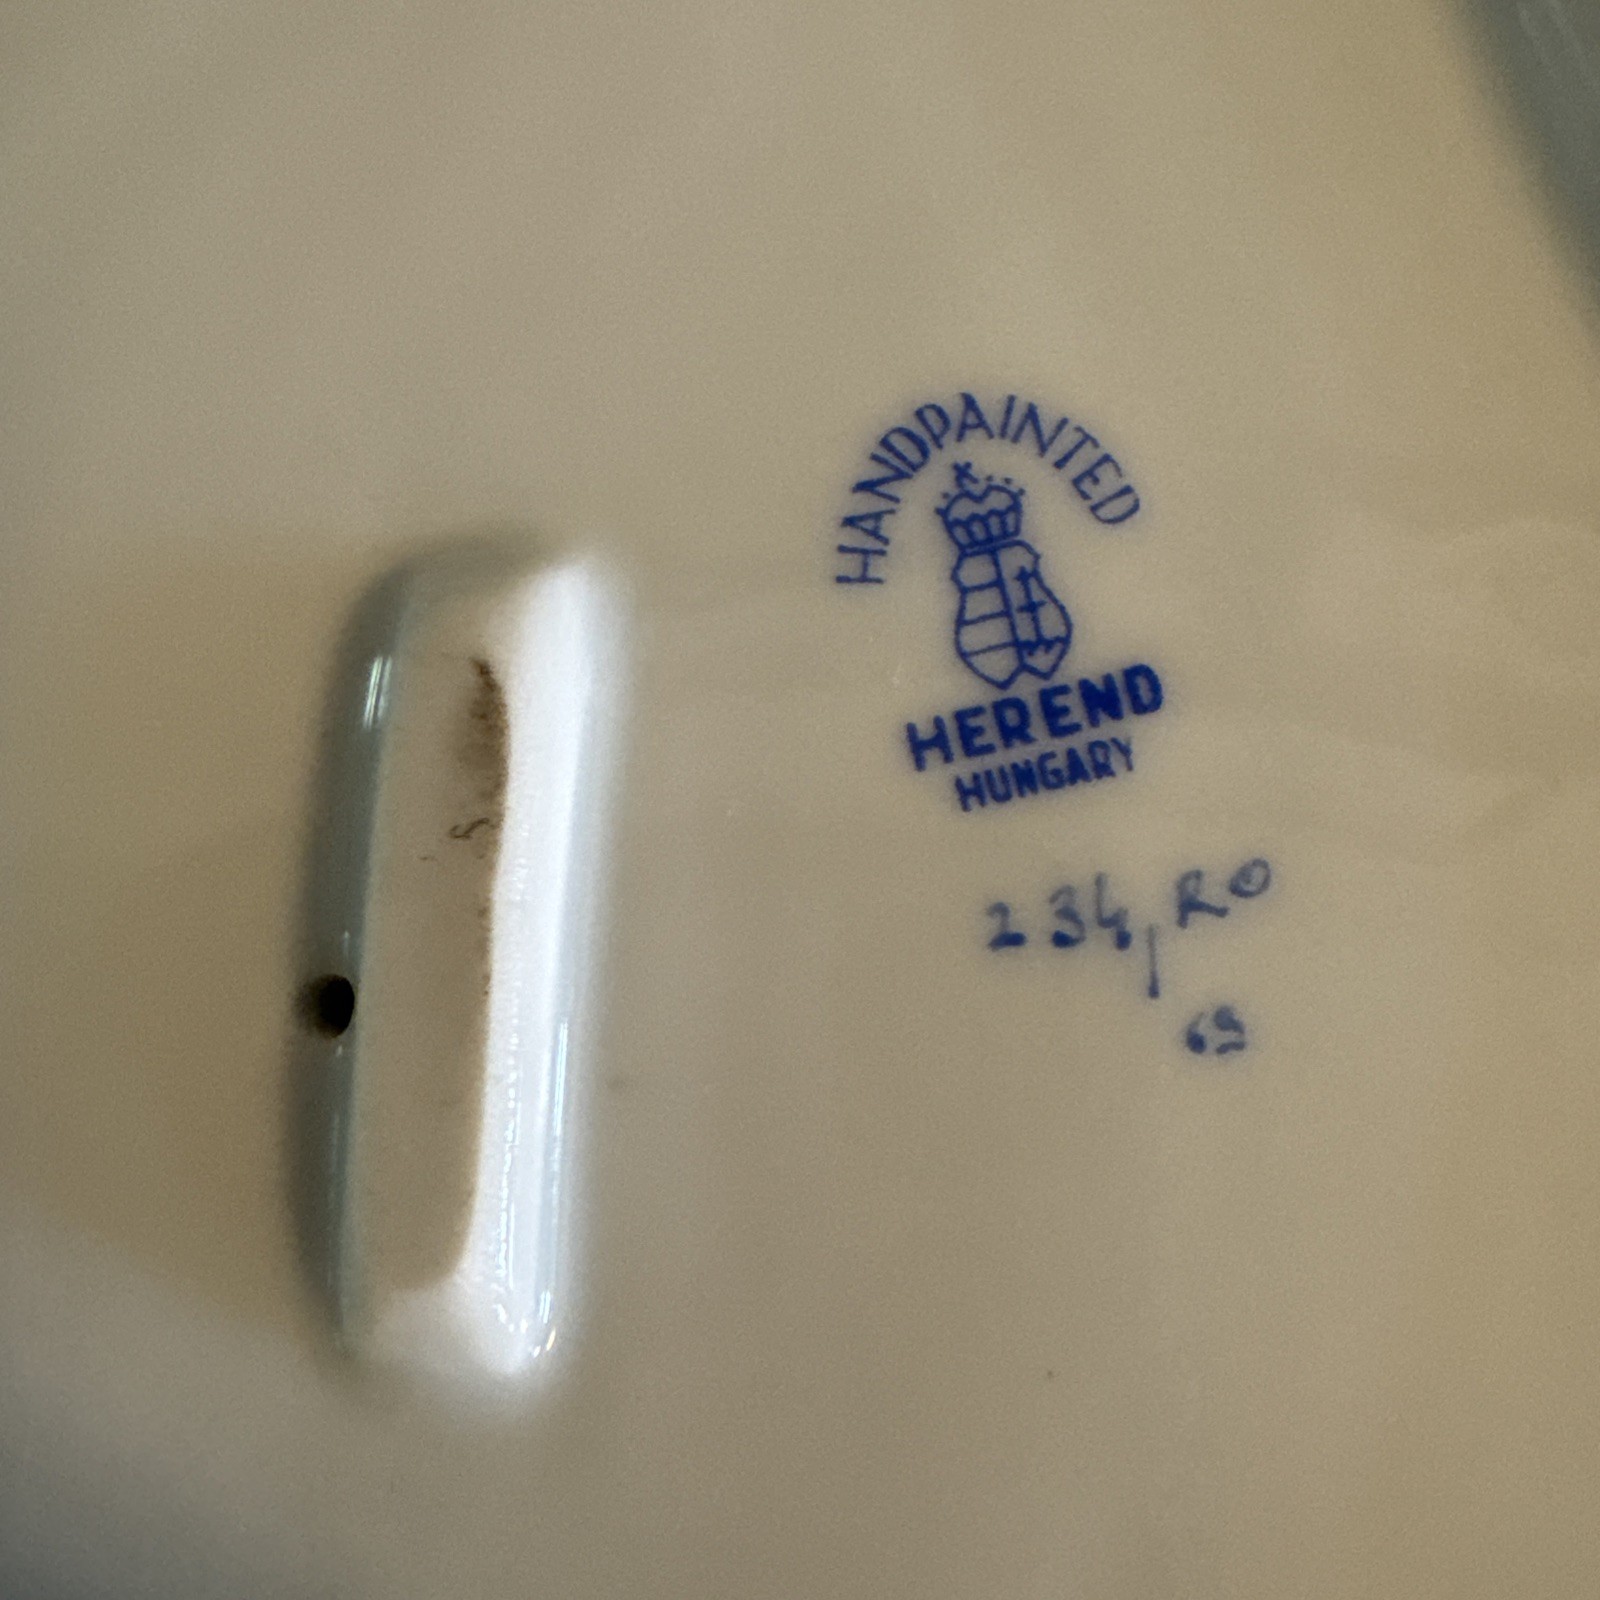 HANDPAINTED
HEREND
HUNGARY
234/RO
69